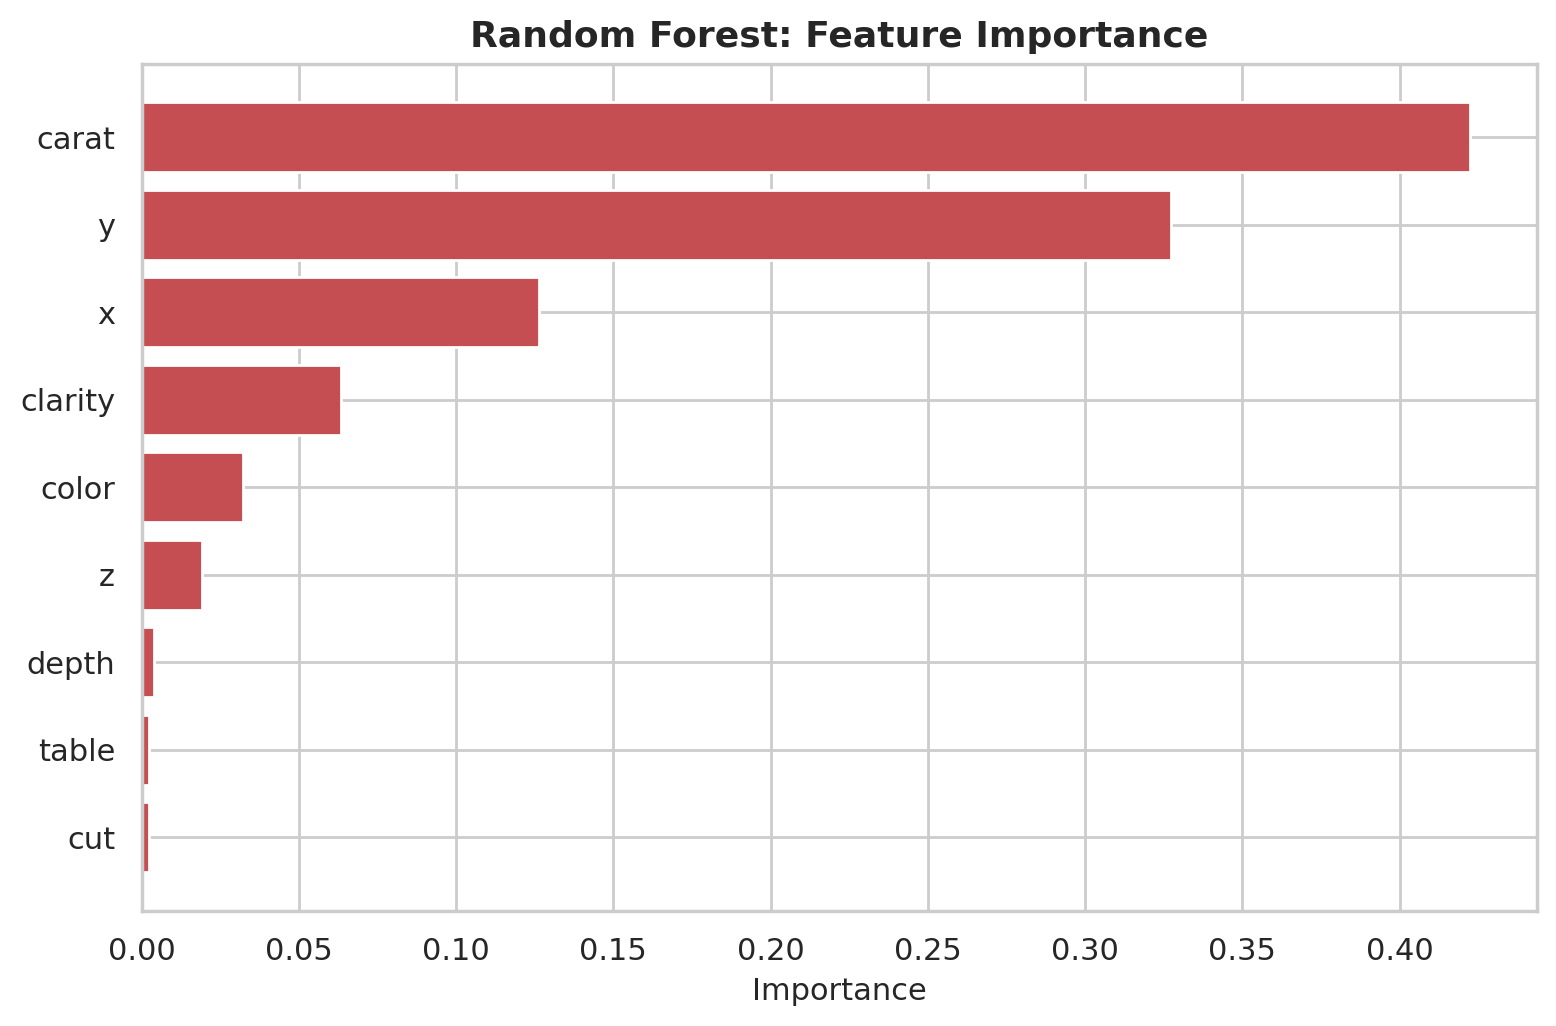 Random Forest: Feature Importance
carat
y
x
clarity
color
z
depth
table
cut
0.00 0.05 0.10 0.15 0.20 0.25 0.30 0.35 0.40
Importance